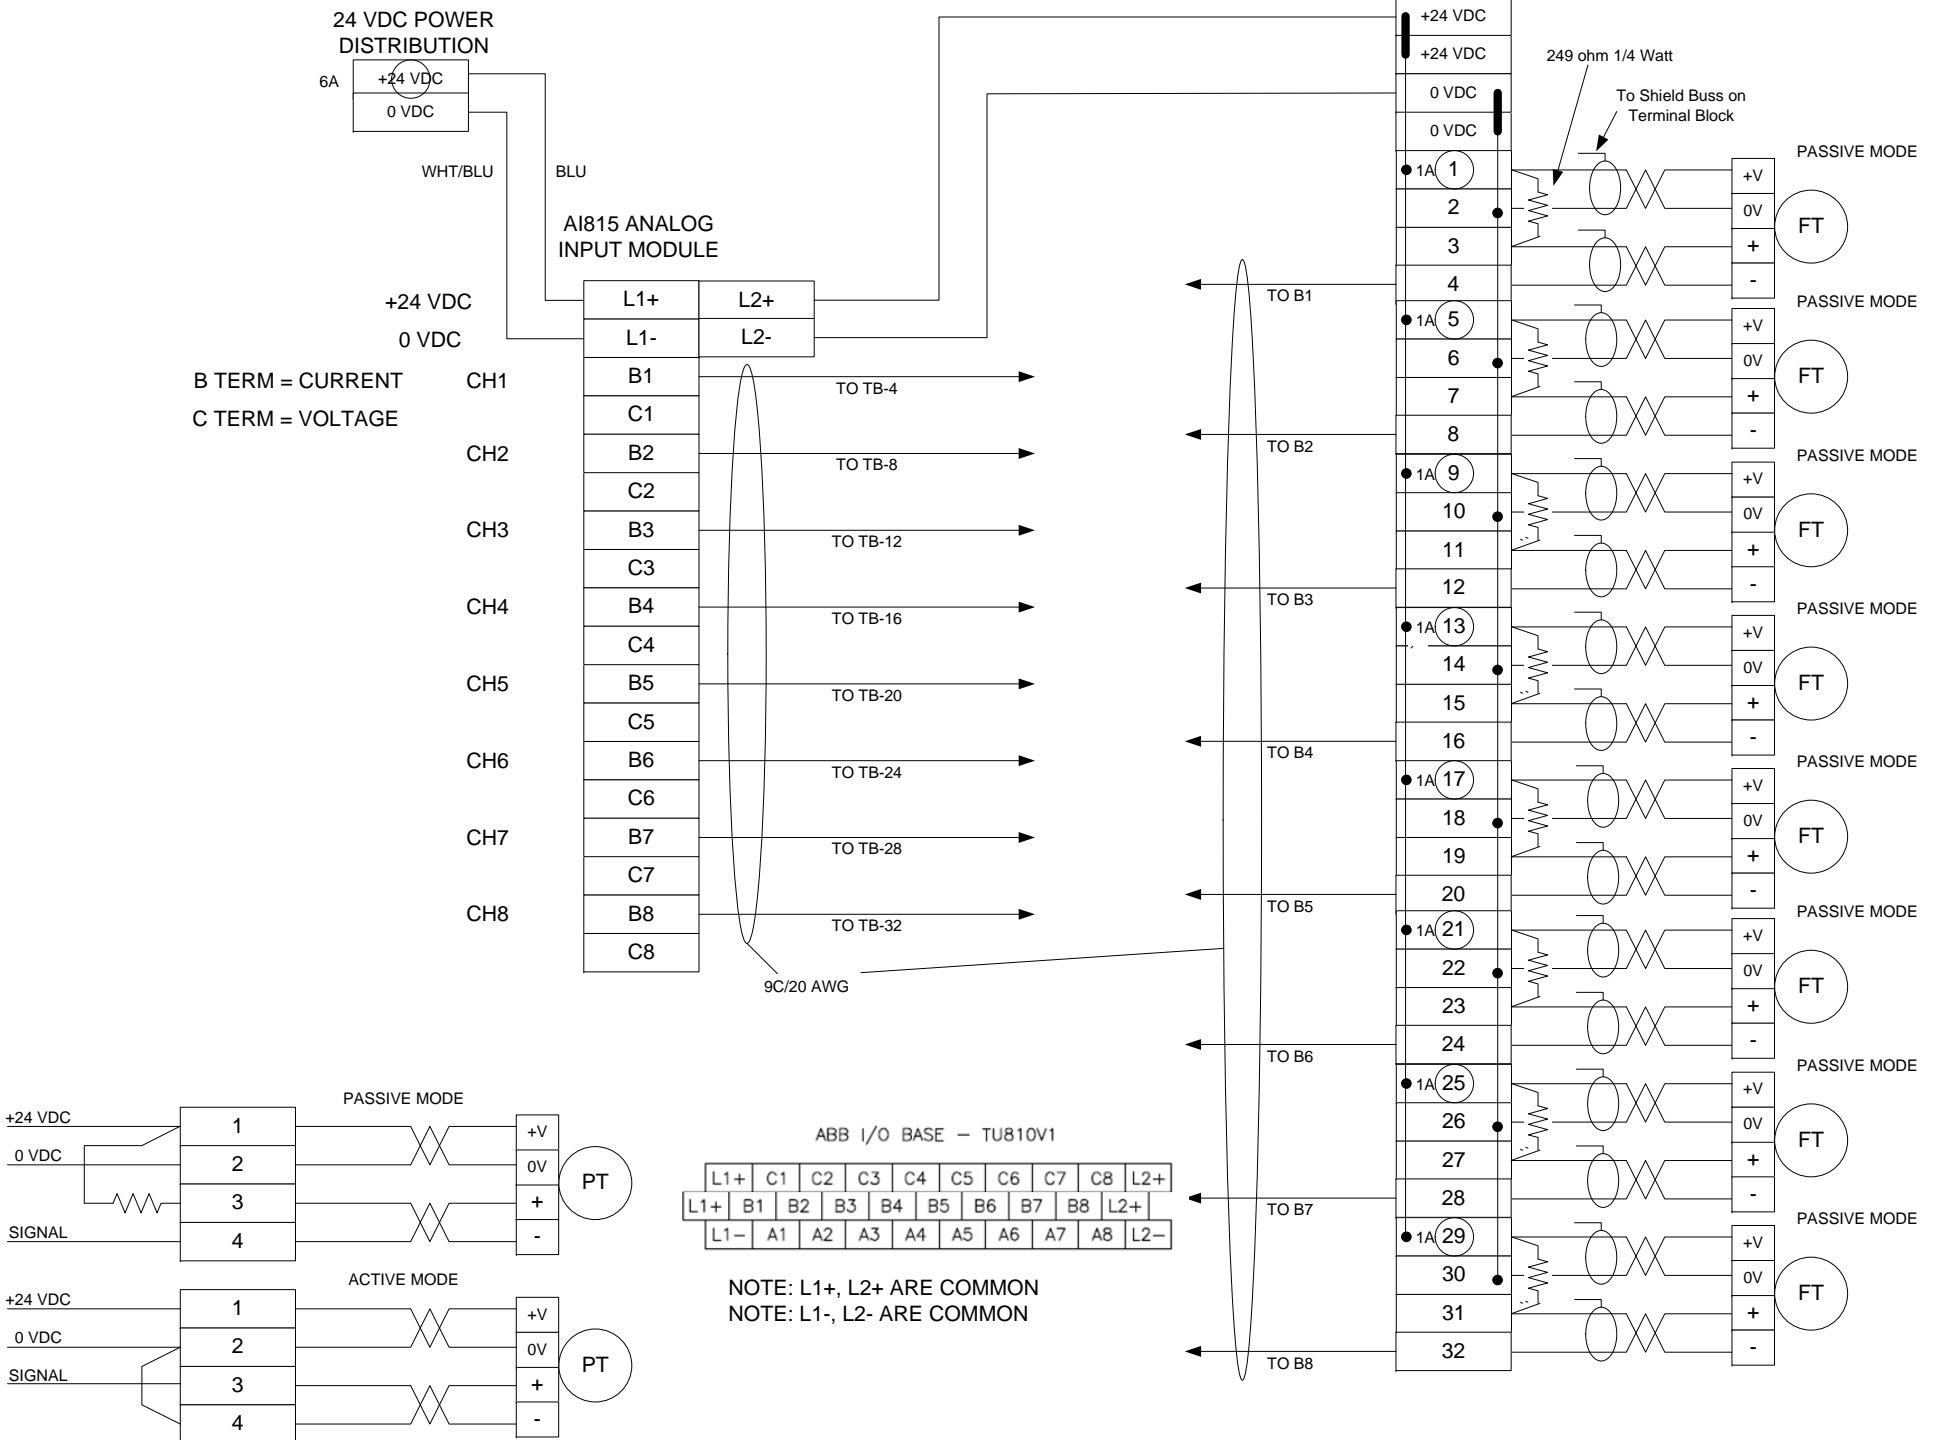 24 VDC POWER
DISTRIBUTION
6A
+24 VDC
0 VDC
WHT/BLU
BLU
AI815 ANALOG
INPUT MODULE
+24 VDC
L1+
L2+
0 VDC
L1-
L2-
B TERM = CURRENT
C TERM = VOLTAGE
CH1
B1
TO TB-4
C1
CH2
B2
TO TB-8
C2
CH3
B3
TO TB-12
C3
CH4
B4
TO TB-16
C4
CH5
B5
TO TB-20
C5
CH6
B6
TO TB-24
C6
CH7
B7
TO TB-28
C7
CH8
B8
TO TB-32
C8
9C/20 AWG
+24 VDC
+24 VDC
0 VDC
0 VDC
249 ohm 1/4 Watt
To Shield Buss on
Terminal Block
PASSIVE MODE
1A
1
2
3
4
TO B1
+V
0V
+
-
FT
PASSIVE MODE
1A
5
6
7
8
TO B2
+V
0V
+
-
FT
PASSIVE MODE
1A
9
10
11
12
TO B3
+V
0V
+
-
FT
PASSIVE MODE
1A
13
14
15
16
TO B4
+V
0V
+
-
FT
PASSIVE MODE
1A
17
18
19
20
TO B5
+V
0V
+
-
FT
PASSIVE MODE
1A
21
22
23
24
TO B6
+V
0V
+
-
FT
PASSIVE MODE
1A
25
26
27
28
TO B7
+V
0V
+
-
FT
PASSIVE MODE
1A
29
30
31
32
TO B8
+V
0V
+
-
FT
PASSIVE MODE
+24 VDC
0 VDC
SIGNAL
1
2
3
4
+V
0V
+
-
PT
ACTIVE MODE
+24 VDC
0 VDC
SIGNAL
1
2
3
4
+V
0V
+
-
PT
ABB I/O BASE - TU810V1
L1+ C1 C2 C3 C4 C5 C6 C7 C8 L2+
L1+ B1 B2 B3 B4 B5 B6 B7 B8 L2+
L1- A1 A2 A3 A4 A5 A6 A7 A8 L2-
NOTE: L1+, L2+ ARE COMMON
NOTE: L1-, L2- ARE COMMON